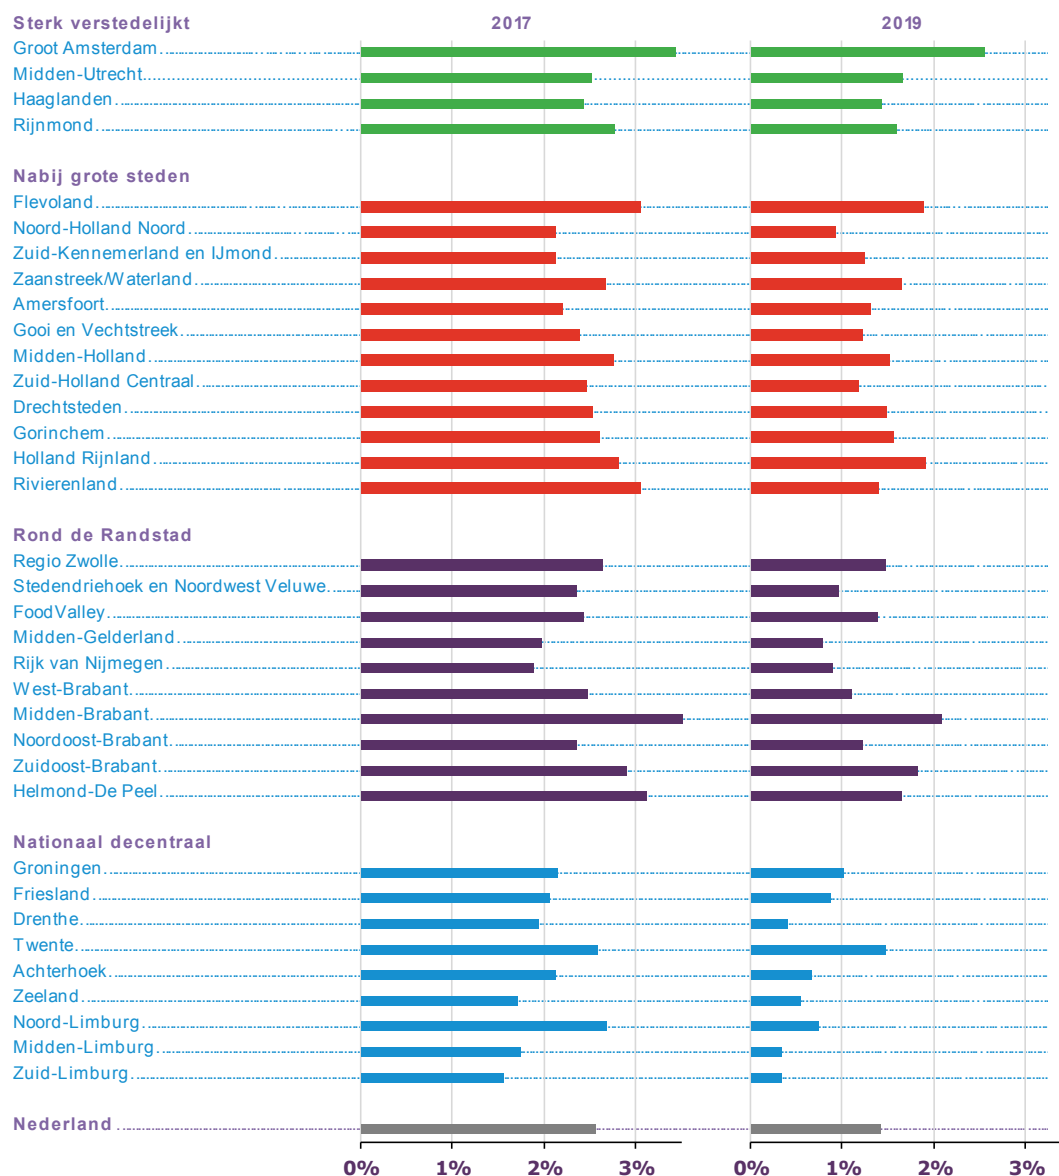 Sterk verstedelijkt 2017 2019
Groot Amsterdam
Midden-Utrecht
Haaglanden
Rijnmond
Nabij grote steden
Flevoland
Noord-Holland Noord
Zuid-Kennemerland en IJmond
Zaanstreek/Waterland
Amersfoort
Gooi en Vechtstreek
Midden-Holland
Zuid-Holland Centraal
Drechtsteden
Gorinchem
Holland Rijnland
Rivierenland
Rond de Randstad
Regio Zwolle
Stedendriehoek en Noordwest Veluwe
FoodValley
Midden-Gelderland
Rijk van Nijmegen
West-Brabant
Midden-Brabant
Noordoost-Brabant
Zuidoost-Brabant
Helmond-De Peel
Nationaal decentraal
Groningen
Friesland
Drenthe
Twente
Achterhoek
Zeeland
Noord-Limburg
Midden-Limburg
Zuid-Limburg
Nederland
0% 1% 2% 3% 0% 1% 2% 3%